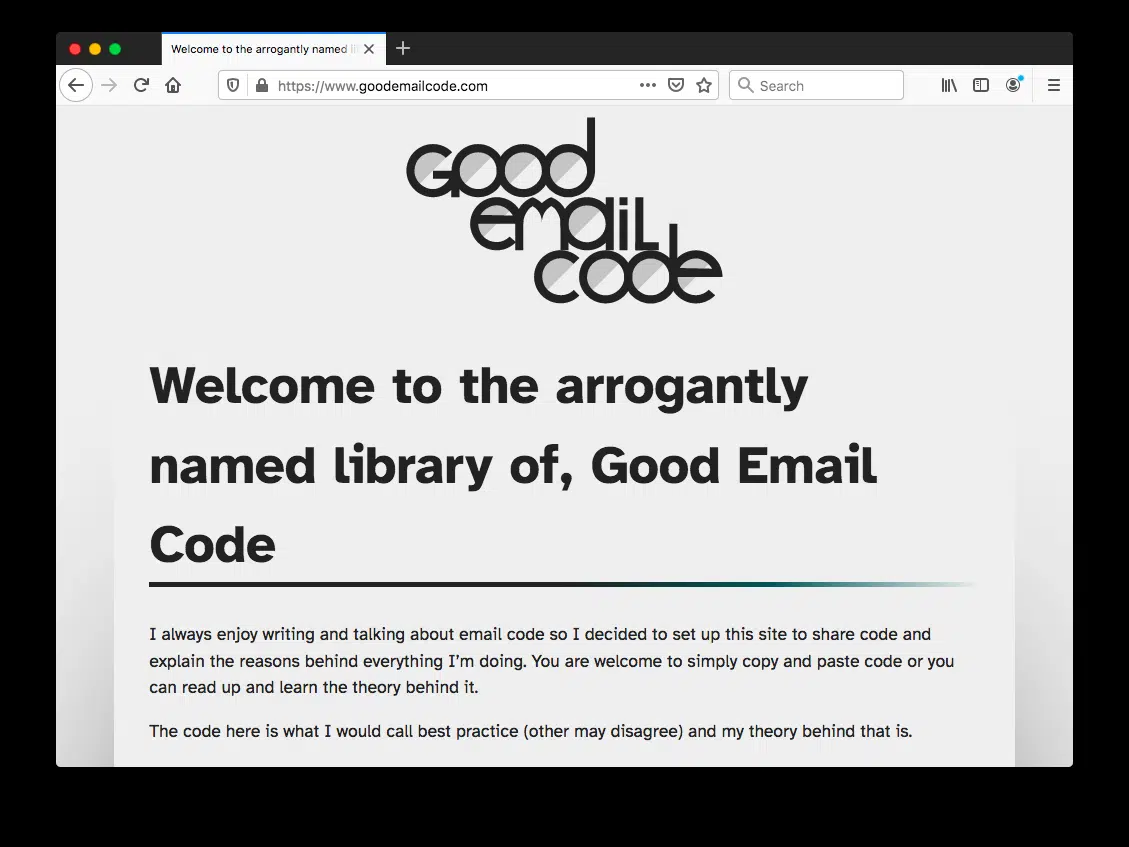 Welcome to the arrogantly named li
https://www.goodemailcode.com
Search
Good
email
code
Welcome to the arrogantly
named library of, Good Email
Code
I always enjoy writing and talking about email code so I decided to set up this site to share code and
explain the reasons behind everything I’m doing. You are welcome to simply copy and paste code or you
can read up and learn the theory behind it.
The code here is what I would call best practice (other may disagree) and my theory behind that is.